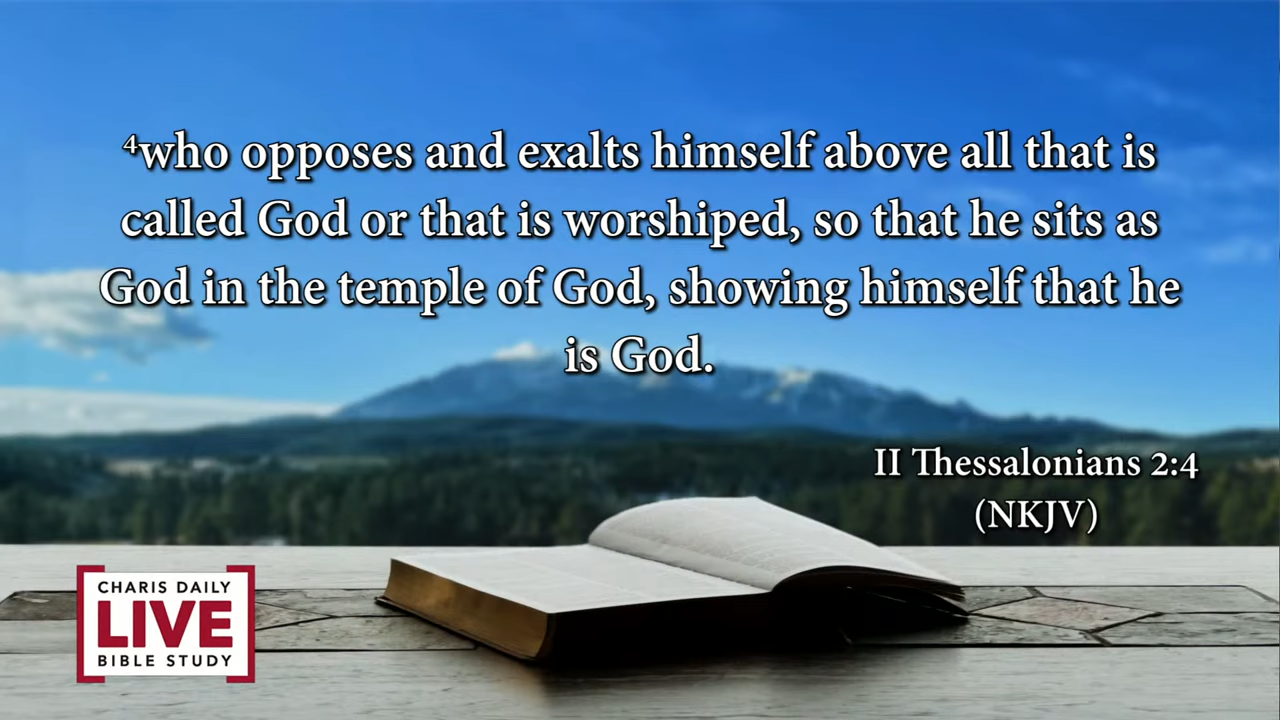 ⁴who opposes and exalts himself above all that is
called God or that is worshiped, so that he sits as
God in the temple of God, showing himself that he
is God.
II Thessalonians 2:4
(NKJV)
CHARIS DAILY
LIVE
BIBLE STUDY